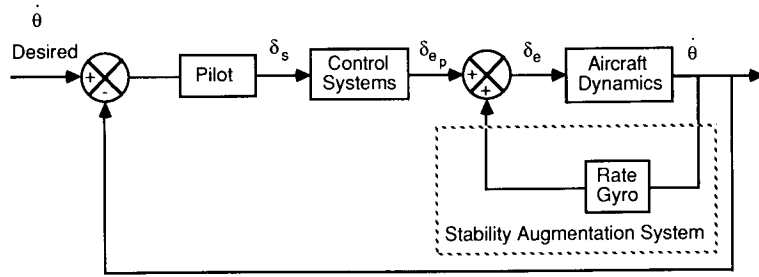 θ̇
Desired
+
-
Pilot
δs
Control
Systems
δep
+
+
δe
Aircraft
Dynamics
θ̇
Rate
Gyro
Stability Augmentation System